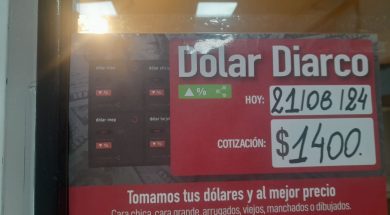 Dólar Diarco
▲ %
HOY: 21/08/24
COTIZACIÓN: $1400.
Tomamos tus dólares y al mejor precio
Cara chica, cara grande, arrugados, viejos, manchados o dibujados.